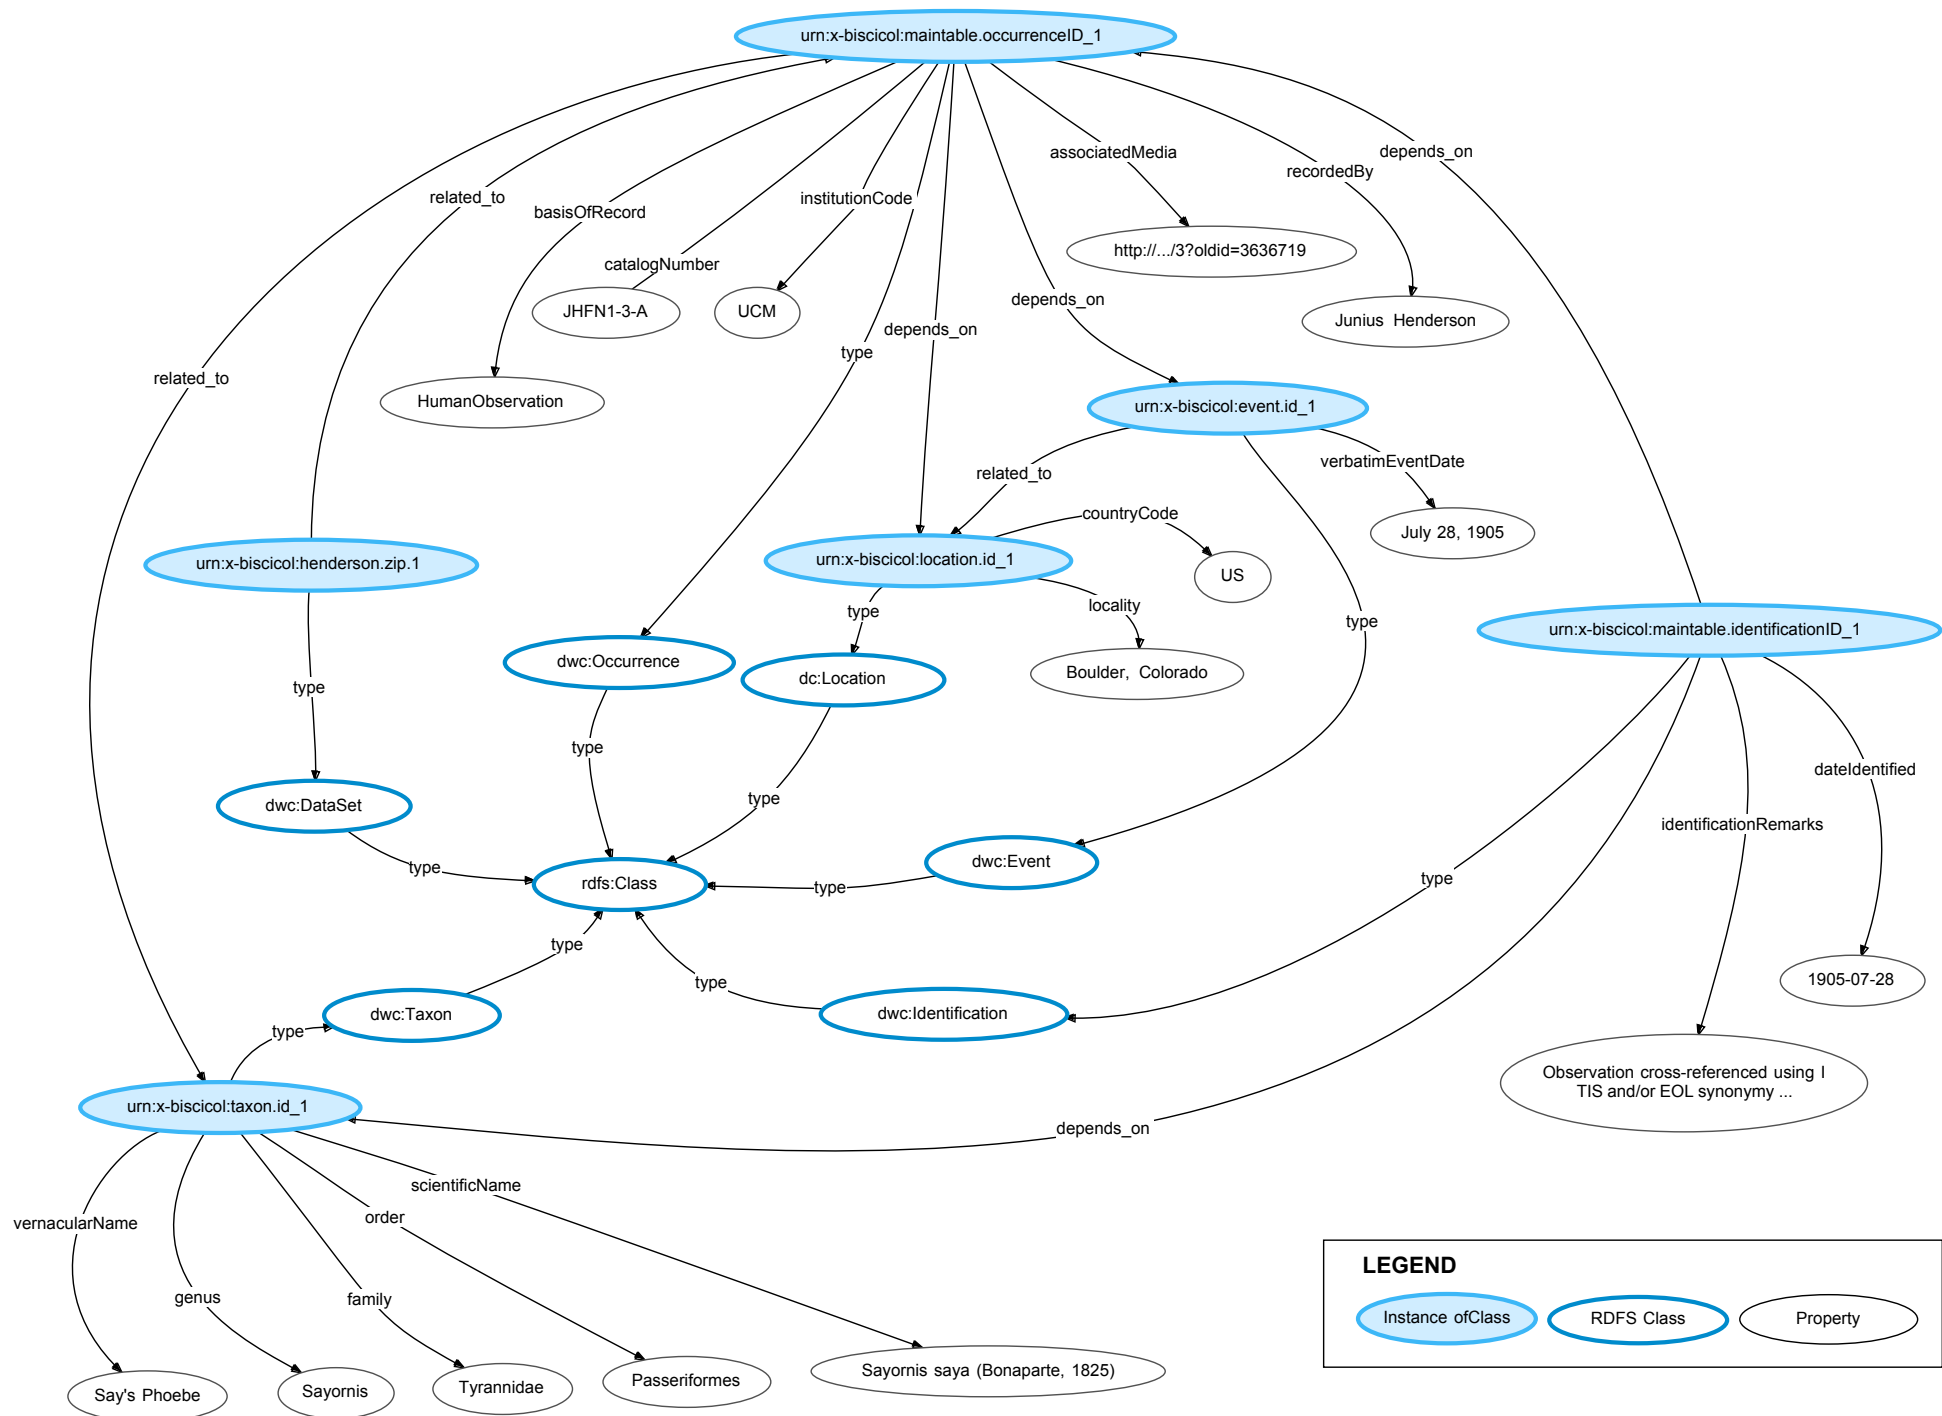 urn:x-biscicol:maintable.occurrenceID_1
associatedMedia
depends_on
recordedBy
related_to
institutionCode
basisOfRecord
http://.../3?oldid=3636719
catalogNumber
depends_on
JHFN1-3-A
UCM
Junius Henderson
depends_on
type
related_to
HumanObservation
urn:x-biscicol:event.id_1
verbatimEventDate
related_to
countryCode
July 28, 1905
urn:x-biscicol:henderson.zip.1
urn:x-biscicol:location.id_1
US
type
locality
type
urn:x-biscicol:maintable.identificationID_1
dwc:Occurrence
dc:Location
Boulder, Colorado
type
type
dateIdentified
type
dwc:DataSet
identificationRemarks
dwc:Event
type
type
type
rdfs:Class
type
type
type
1905-07-28
dwc:Taxon
dwc:Identification
type
Observation cross-referenced using I
TIS and/or EOL synonymy ...
urn:x-biscicol:taxon.id_1
depends_on
scientificName
order
vernacularName
genus
family
LEGEND
Instance ofClass
RDFS Class
Property
Say's Phoebe
Sayornis
Tyrannidae
Passeriformes
Sayornis saya (Bonaparte, 1825)